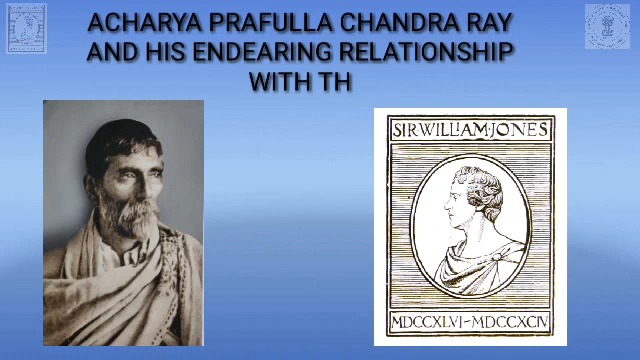 ACHARYA PRAFULLA CHANDRA RAY
AND HIS ENDEARING RELATIONSHIP
WITH TH
SIR·WILLIAM·JONES
MDCCXLVI–MDCCXCIV